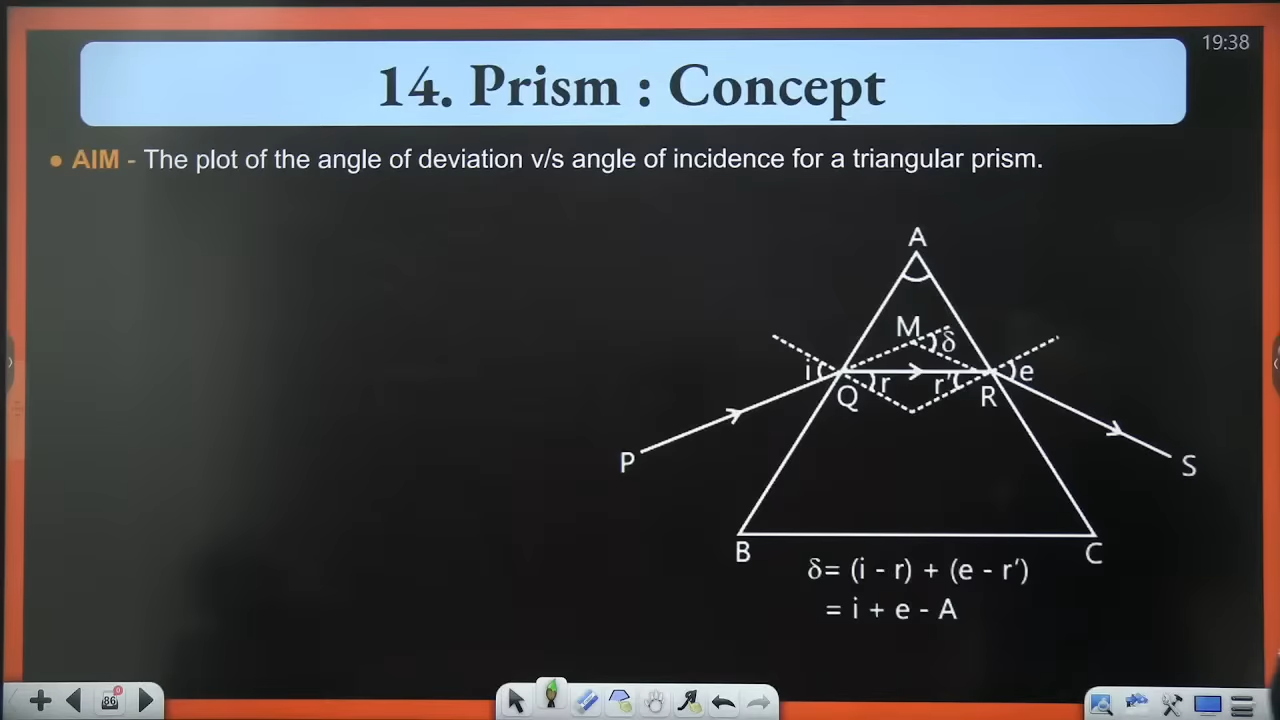 19:38
14. Prism : Concept
• AIM - The plot of the angle of deviation v/s angle of incidence for a triangular prism.
A
M δ
i r r' e
Q R
P S
B C
δ= (i - r) + (e - r')
= i + e - A
86